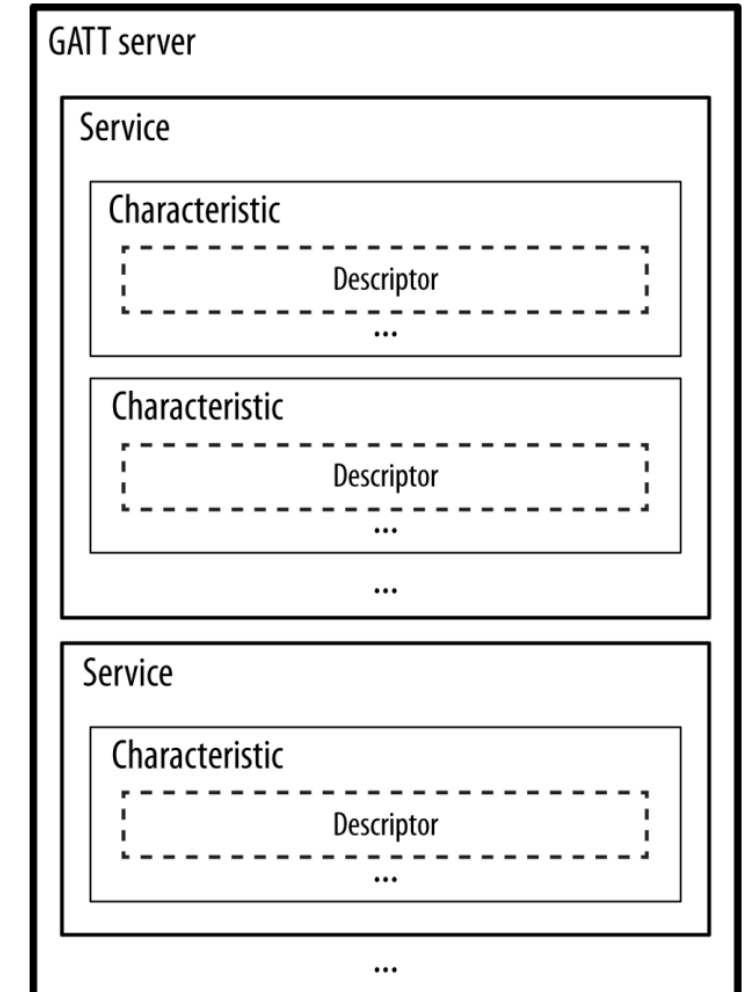 GATT server
Service
Characteristic
Descriptor
...
Characteristic
Descriptor
...
...
Service
Characteristic
Descriptor
...
...